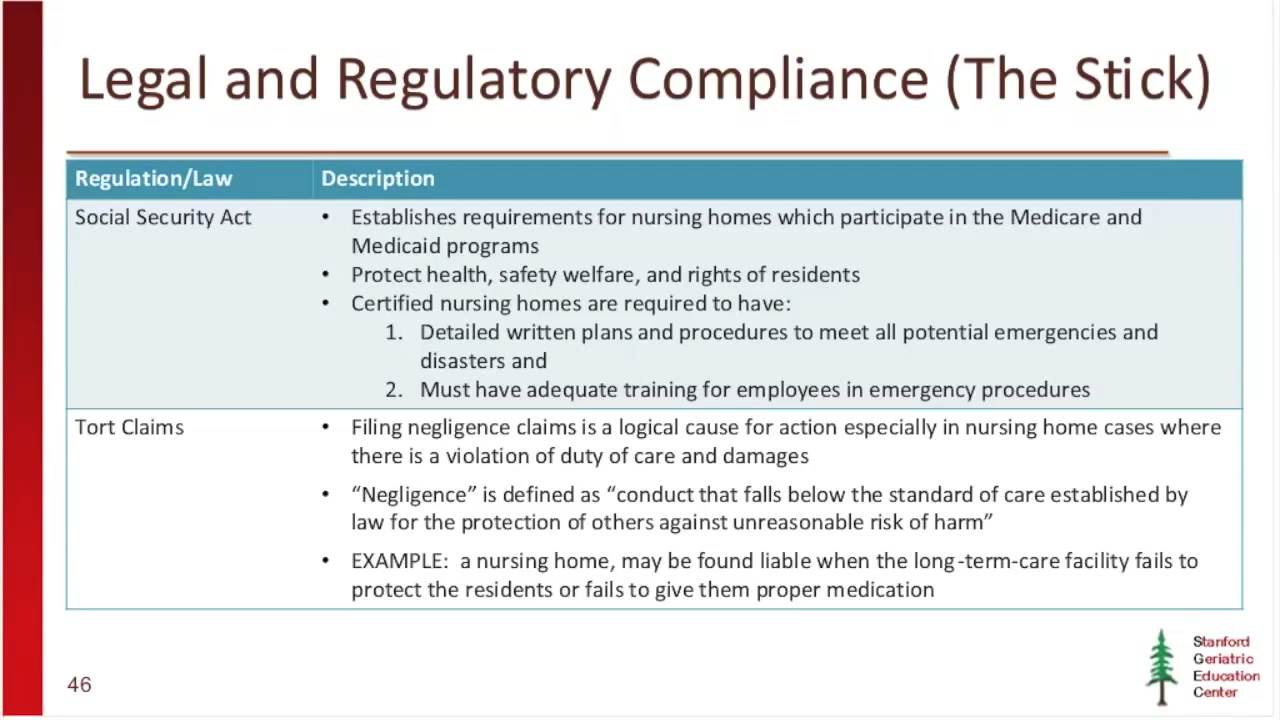 Legal and Regulatory Compliance (The Stick)
Regulation/Law Description
Social Security Act
• Establishes requirements for nursing homes which participate in the Medicare and
Medicaid programs
• Protect health, safety welfare, and rights of residents
• Certified nursing homes are required to have:
1. Detailed written plans and procedures to meet all potential emergencies and
disasters and
2. Must have adequate training for employees in emergency procedures
Tort Claims
• Filing negligence claims is a logical cause for action especially in nursing home cases where
there is a violation of duty of care and damages
• “Negligence” is defined as “conduct that falls below the standard of care established by
law for the protection of others against unreasonable risk of harm”
• EXAMPLE: a nursing home, may be found liable when the long-term-care facility fails to
protect the residents or fails to give them proper medication
46
Stanford
Geriatric
Education
Center